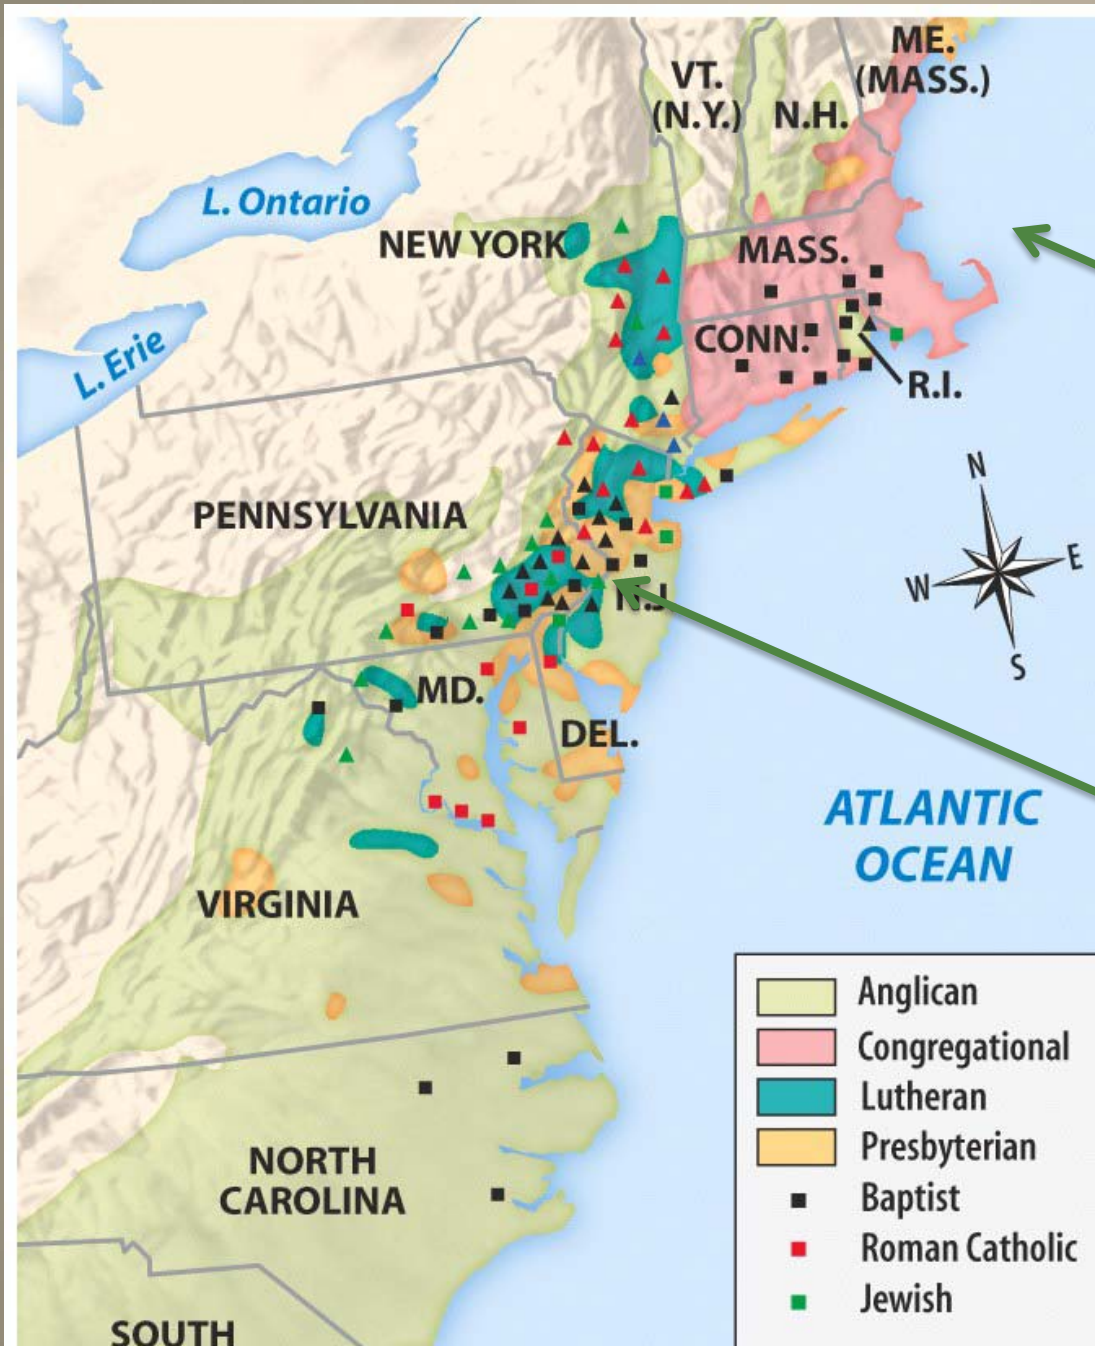 ME.
(MASS.)
VT.
(N.Y.)
N.H.
L. Ontario
NEW YORK
MASS.
L. Erie
CONN.
R.I.
N
PENNSYLVANIA
E
W
N.J.
S
MD.
DEL.
ATLANTIC
OCEAN
VIRGINIA
Anglican
Congregational
Lutheran
Presbyterian
NORTH
CAROLINA
Baptist
Roman Catholic
Jewish
SOUTH